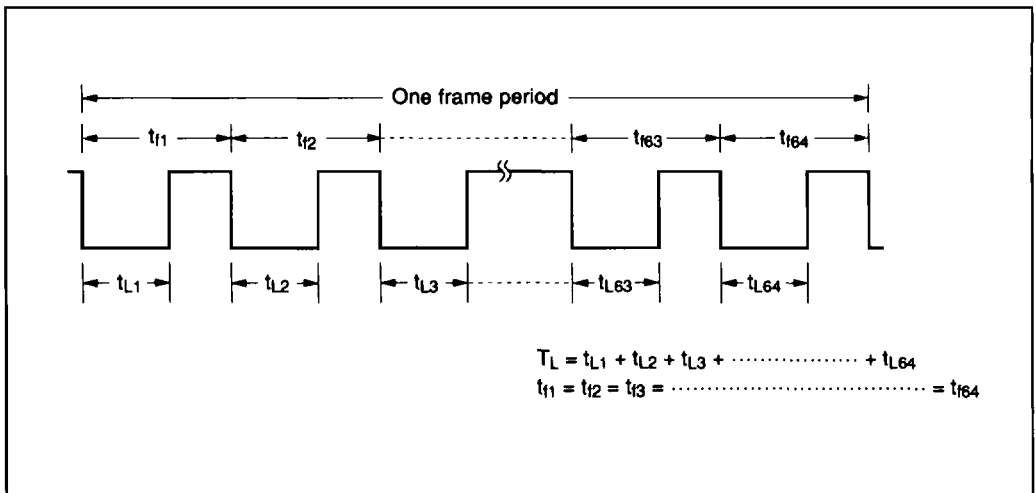 One frame period
tf1 tf2 tf63 tf64
tL1 tL2 tL3 tL63 tL64
TL = tL1 + tL2 + tL3 + ·················· + tL64
tf1 = tf2 = tf3 = ····································· = tf64